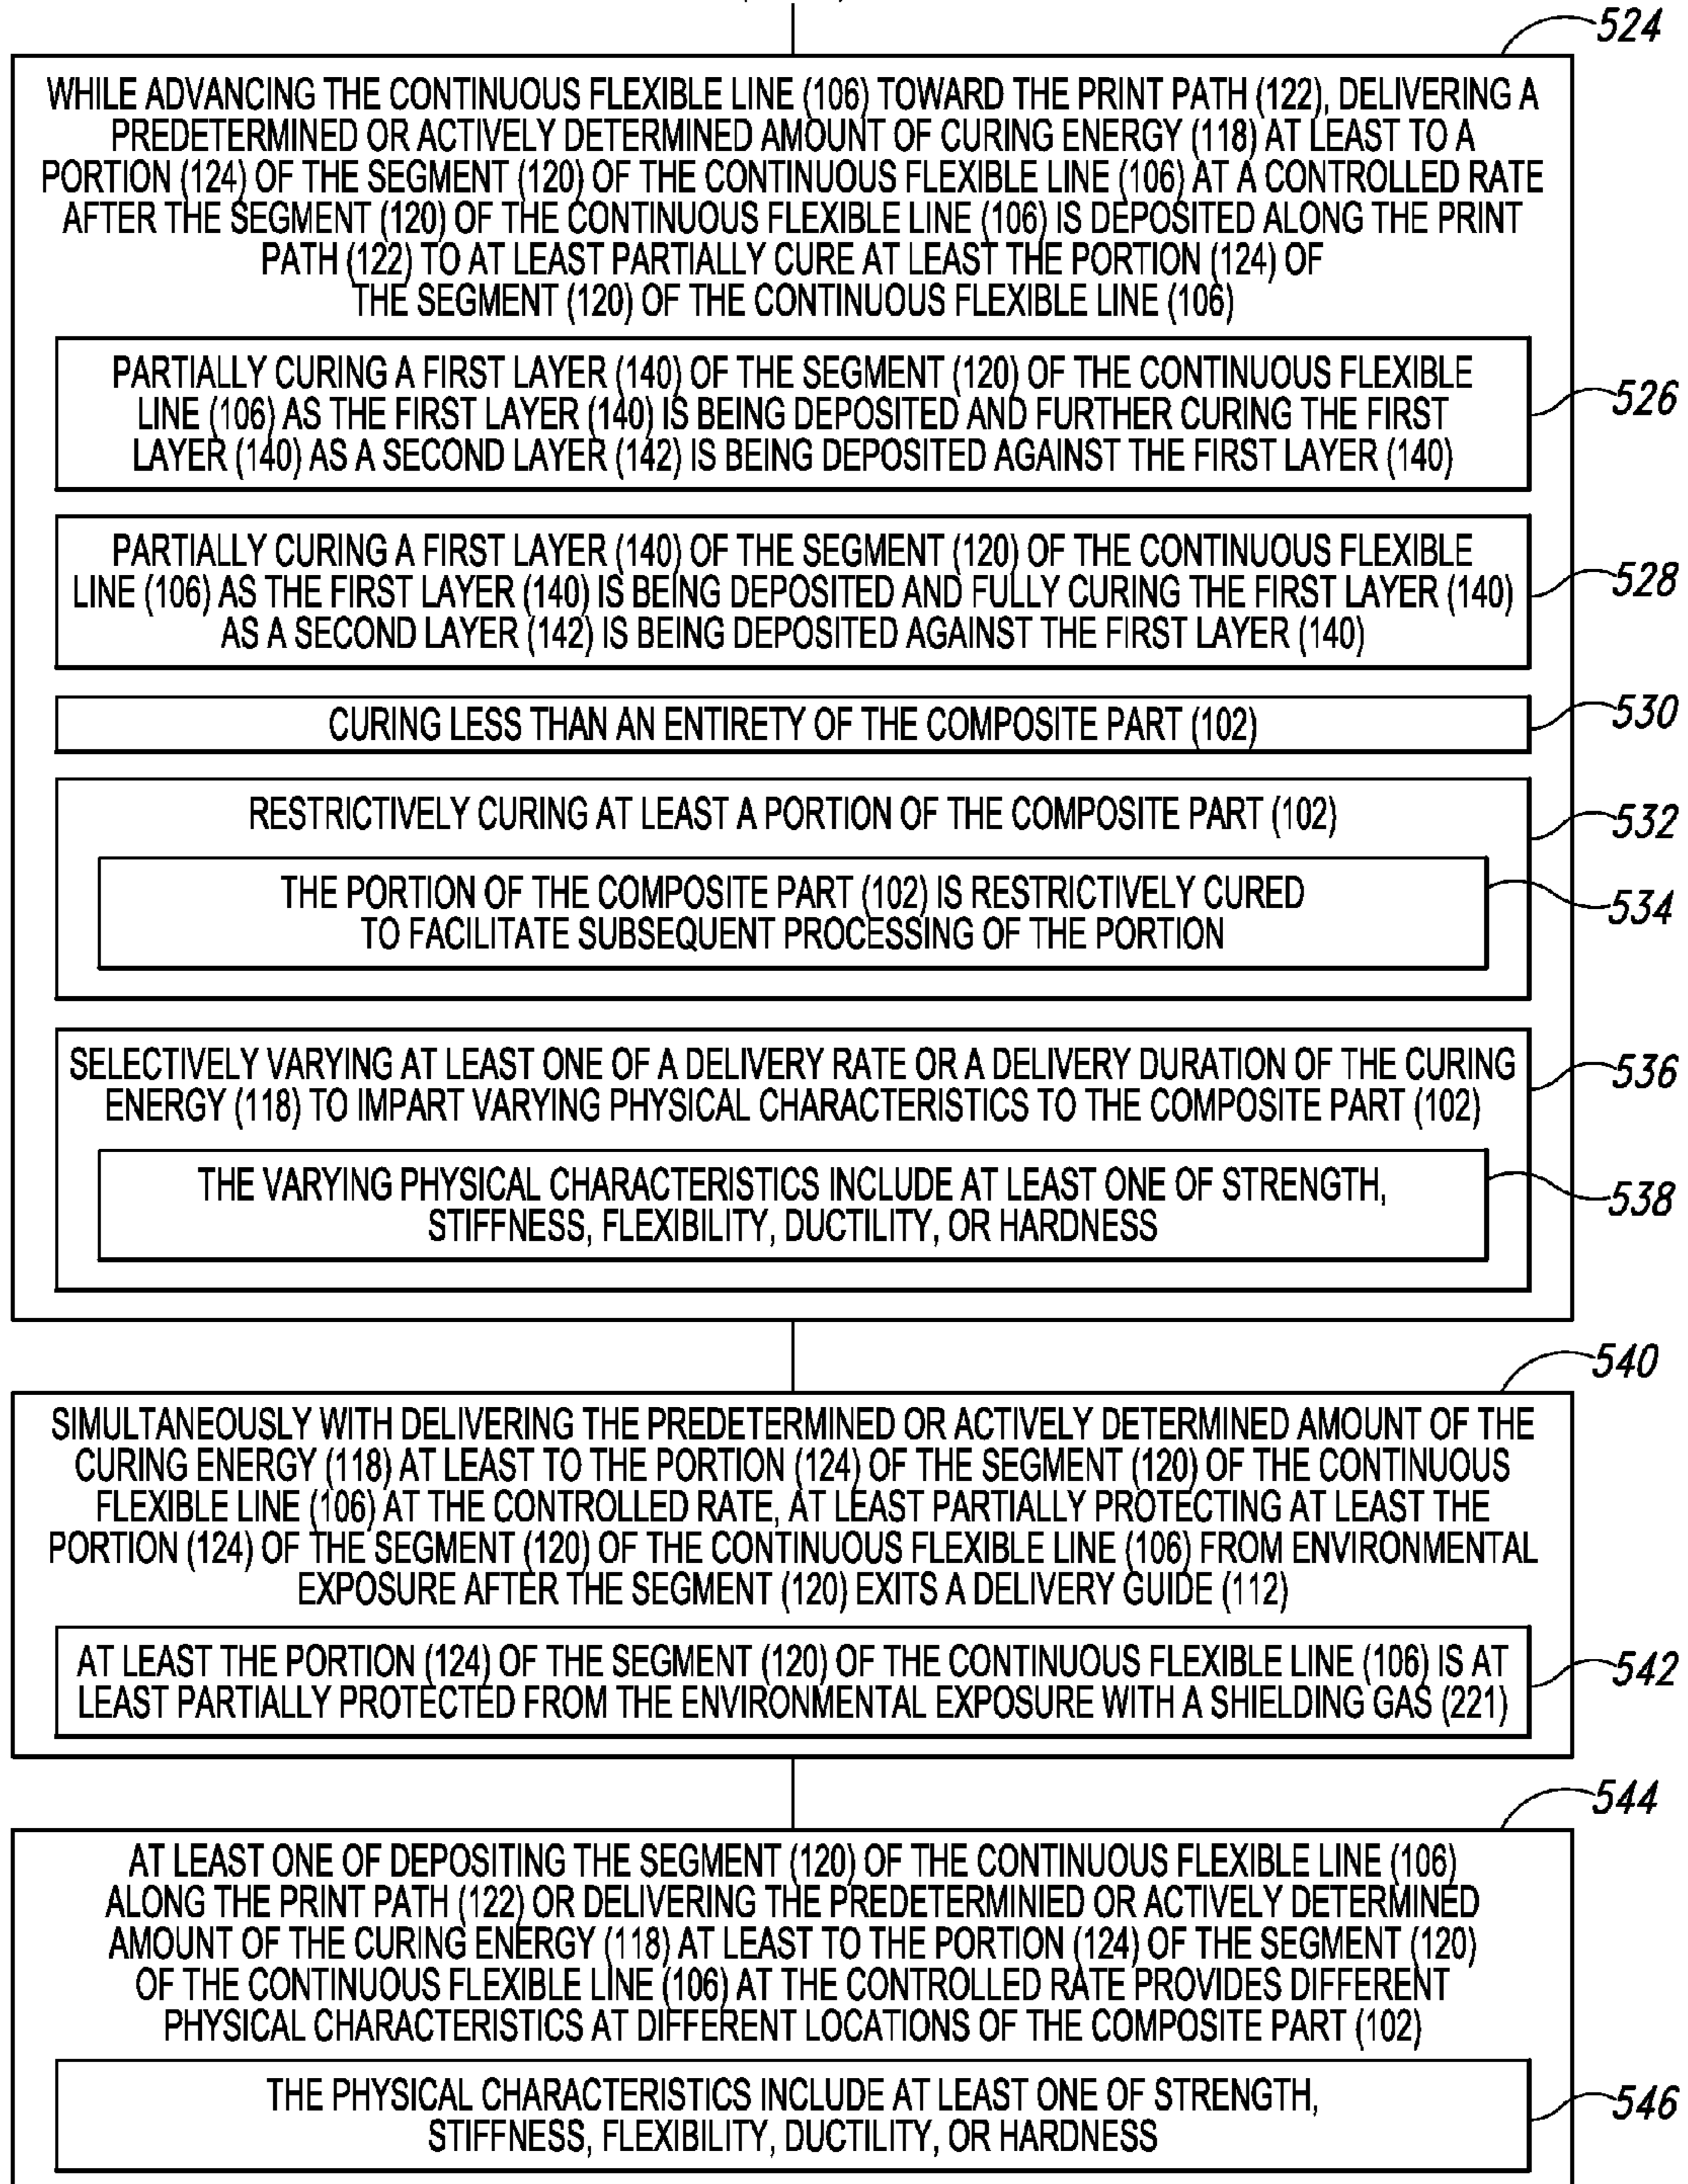 524
WHILE ADVANCING THE CONTINUOUS FLEXIBLE LINE (106) TOWARD THE PRINT PATH (122), DELIVERING A
PREDETERMINED OR ACTIVELY DETERMINED AMOUNT OF CURING ENERGY (118) AT LEAST TO A
PORTION (124) OF THE SEGMENT (120) OF THE CONTINUOUS FLEXIBLE LINE (106) AT A CONTROLLED RATE
AFTER THE SEGMENT (120) OF THE CONTINUOUS FLEXIBLE LINE (106) IS DEPOSITED ALONG THE PRINT
PATH (122) TO AT LEAST PARTIALLY CURE AT LEAST THE PORTION (124) OF
THE SEGMENT (120) OF THE CONTINUOUS FLEXIBLE LINE (106)
PARTIALLY CURING A FIRST LAYER (140) OF THE SEGMENT (120) OF THE CONTINUOUS FLEXIBLE
LINE (106) AS THE FIRST LAYER (140) IS BEING DEPOSITED AND FURTHER CURING THE FIRST
LAYER (140) AS A SECOND LAYER (142) IS BEING DEPOSITED AGAINST THE FIRST LAYER (140)
526
PARTIALLY CURING A FIRST LAYER (140) OF THE SEGMENT (120) OF THE CONTINUOUS FLEXIBLE
LINE (106) AS THE FIRST LAYER (140) IS BEING DEPOSITED AND FULLY CURING THE FIRST LAYER (140)
AS A SECOND LAYER (142) IS BEING DEPOSITED AGAINST THE FIRST LAYER (140)
528
CURING LESS THAN AN ENTIRETY OF THE COMPOSITE PART (102)
530
RESTRICTIVELY CURING AT LEAST A PORTION OF THE COMPOSITE PART (102)
532
THE PORTION OF THE COMPOSITE PART (102) IS RESTRICTIVELY CURED
TO FACILITATE SUBSEQUENT PROCESSING OF THE PORTION
534
SELECTIVELY VARYING AT LEAST ONE OF A DELIVERY RATE OR A DELIVERY DURATION OF THE CURING
ENERGY (118) TO IMPART VARYING PHYSICAL CHARACTERISTICS TO THE COMPOSITE PART (102)
536
THE VARYING PHYSICAL CHARACTERISTICS INCLUDE AT LEAST ONE OF STRENGTH,
STIFFNESS, FLEXIBILITY, DUCTILITY, OR HARDNESS
538
540
SIMULTANEOUSLY WITH DELIVERING THE PREDETERMINED OR ACTIVELY DETERMINED AMOUNT OF THE
CURING ENERGY (118) AT LEAST TO THE PORTION (124) OF THE SEGMENT (120) OF THE CONTINUOUS
FLEXIBLE LINE (106) AT THE CONTROLLED RATE, AT LEAST PARTIALLY PROTECTING AT LEAST THE
PORTION (124) OF THE SEGMENT (120) OF THE CONTINUOUS FLEXIBLE LINE (106) FROM ENVIRONMENTAL
EXPOSURE AFTER THE SEGMENT (120) EXITS A DELIVERY GUIDE (112)
AT LEAST THE PORTION (124) OF THE SEGMENT (120) OF THE CONTINUOUS FLEXIBLE LINE (106) IS AT
LEAST PARTIALLY PROTECTED FROM THE ENVIRONMENTAL EXPOSURE WITH A SHIELDING GAS (221)
542
544
AT LEAST ONE OF DEPOSITING THE SEGMENT (120) OF THE CONTINUOUS FLEXIBLE LINE (106)
ALONG THE PRINT PATH (122) OR DELIVERING THE PREDETERMINIED OR ACTIVELY DETERMINED
AMOUNT OF THE CURING ENERGY (118) AT LEAST TO THE PORTION (124) OF THE SEGMENT (120)
OF THE CONTINUOUS FLEXIBLE LINE (106) AT THE CONTROLLED RATE PROVIDES DIFFERENT
PHYSICAL CHARACTERISTICS AT DIFFERENT LOCATIONS OF THE COMPOSITE PART (102)
THE PHYSICAL CHARACTERISTICS INCLUDE AT LEAST ONE OF STRENGTH,
STIFFNESS, FLEXIBILITY, DUCTILITY, OR HARDNESS
546